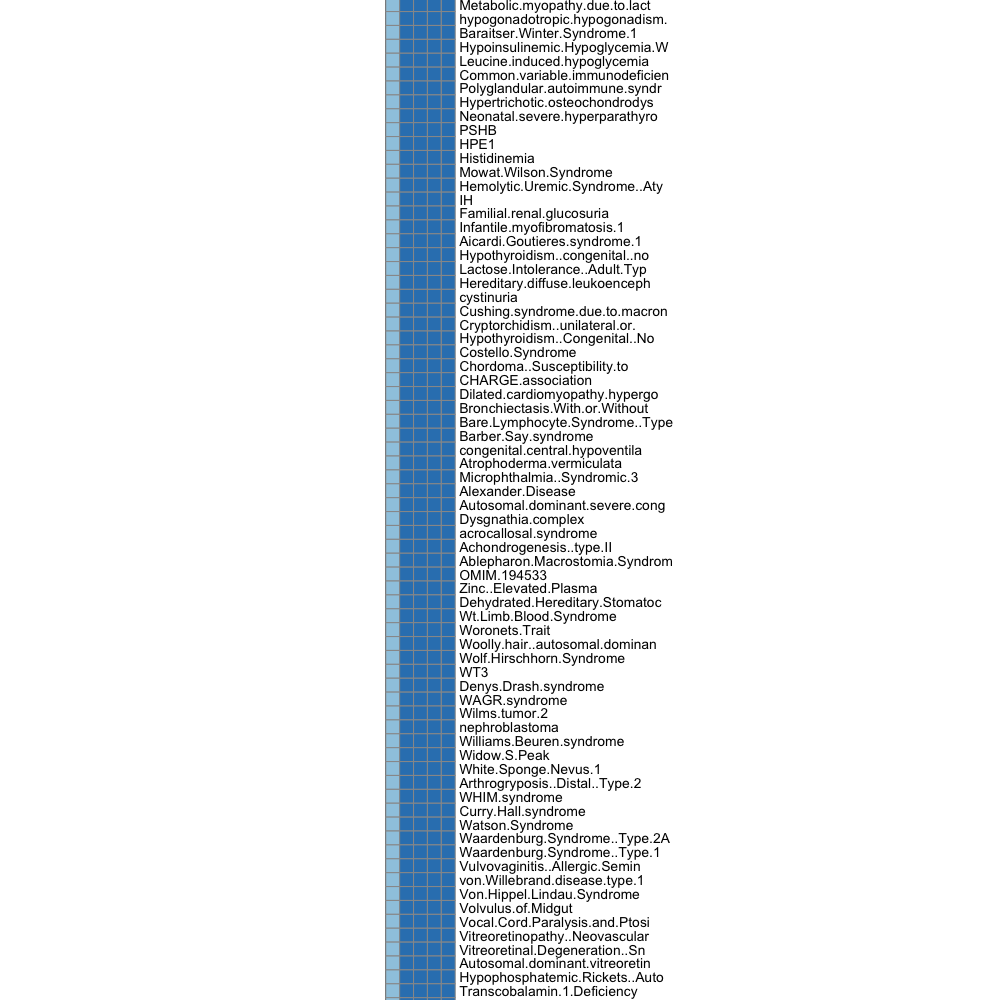 Metabolic.myopathy.due.to.lact
hypogonadotropic.hypogonadism.
Baraitser.Winter.Syndrome.1
Hypoinsulinemic.Hypoglycemia.W
Leucine.induced.hypoglycemia
Common.variable.immunodeficien
Polyglandular.autoimmune.syndr
Hypertrichotic.osteochondrodys
Neonatal.severe.hyperparathyro
PSHB
HPE1
Histidinemia
Mowat.Wilson.Syndrome
Hemolytic.Uremic.Syndrome..Aty
IH
Familial.renal.glucosuria
Infantile.myofibromatosis.1
Aicardi.Goutieres.syndrome.1
Hypothyroidism..congenital..no
Lactose.Intolerance..Adult.Typ
Hereditary.diffuse.leukoenceph
cystinuria
Cushing.syndrome.due.to.macron
Cryptorchidism..unilateral.or.
Hypothyroidism..Congenital..No
Costello.Syndrome
Chordoma..Susceptibility.to
CHARGE.association
Dilated.cardiomyopathy.hypergo
Bronchiectasis.With.or.Without
Bare.Lymphocyte.Syndrome..Type
Barber.Say.syndrome
congenital.central.hypoventila
Atrophoderma.vermiculata
Microphthalmia..Syndromic.3
Alexander.Disease
Autosomal.dominant.severe.cong
Dysgnathia.complex
acrocallosal.syndrome
Achondrogenesis..type.II
Ablepharon.Macrostomia.Syndrom
OMIM.194533
Zinc..Elevated.Plasma
Dehydrated.Hereditary.Stomatoc
Wt.Limb.Blood.Syndrome
Woronets.Trait
Woolly.hair..autosomal.dominan
Wolf.Hirschhorn.Syndrome
WT3
Denys.Drash.syndrome
WAGR.syndrome
Wilms.tumor.2
nephroblastoma
Williams.Beuren.syndrome
Widow.S.Peak
White.Sponge.Nevus.1
Arthrogryposis..Distal..Type.2
WHIM.syndrome
Curry.Hall.syndrome
Watson.Syndrome
Waardenburg.Syndrome..Type.2A
Waardenburg.Syndrome..Type.1
Vulvovaginitis..Allergic.Semin
von.Willebrand.disease.type.1
Von.Hippel.Lindau.Syndrome
Volvulus.of.Midgut
Vocal.Cord.Paralysis.and.Ptosi
Vitreoretinopathy..Neovascular
Vitreoretinal.Degeneration..Sn
Autosomal.dominant.vitreoretin
Hypophosphatemic.Rickets..Auto
Transcobalamin.1.Deficiency